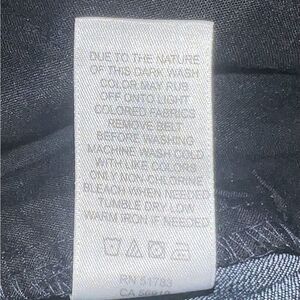 DUE TO THE NATURE
OF THIS DARK WASH
COLOR MAY RUB
OFF ONTO LIGHT
COLORED FABRICS
REMOVE BELT
BEFORE WASHING
MACHINE WASH COLD
WITH LIKE COLORS
ONLY NON-CHLORINE
BLEACH WHEN NEEDED
TUMBLE DRY LOW
WARM IRON IF NEEDED
RN 51783
CA